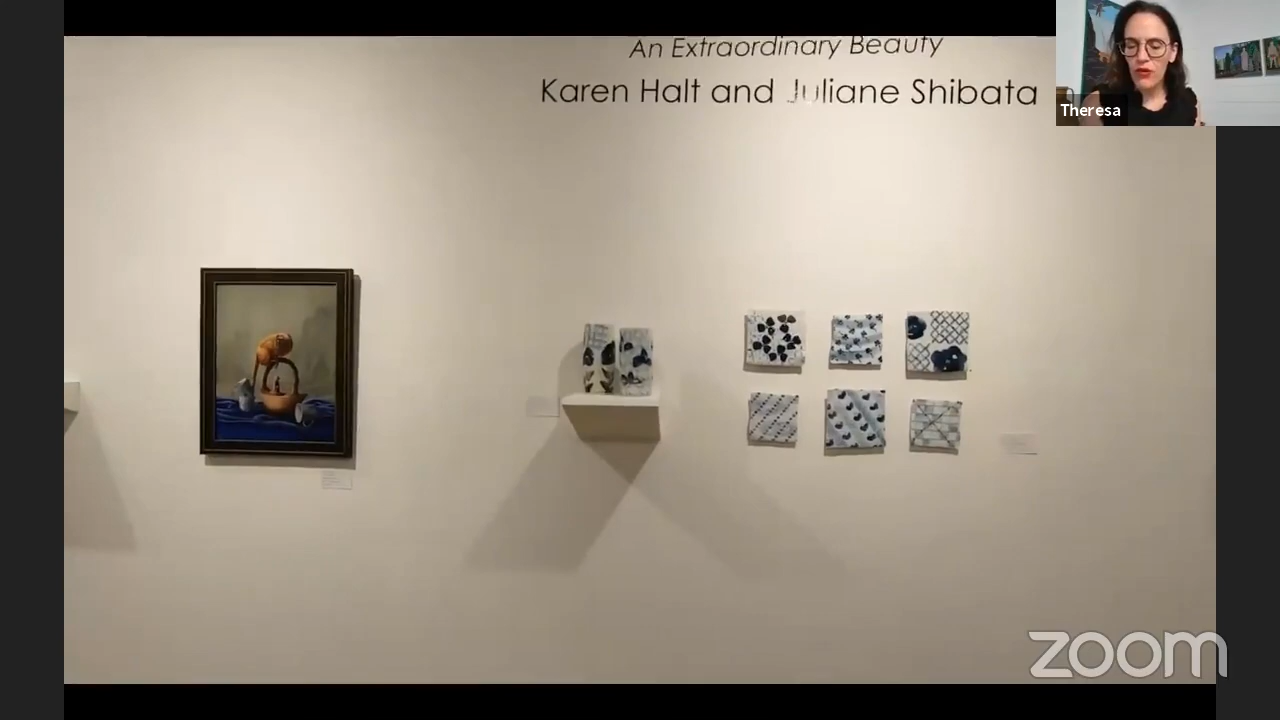 An Extraordinary Beauty
Karen Halt and Juliane Shibata
Theresa
zoom